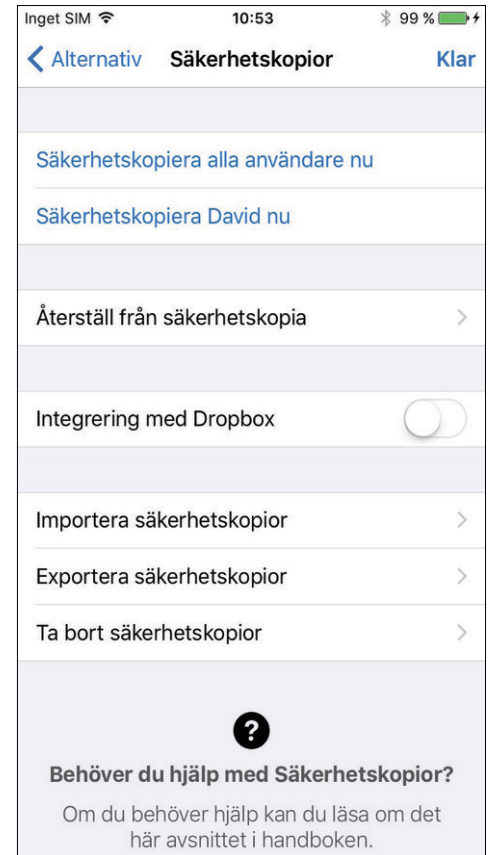 Inget SIM 10:53 99 %
Alternativ Säkerhetskopior Klar
Säkerhetskopiera alla användare nu
Säkerhetskopiera David nu
Återställ från säkerhetskopia
Integrering med Dropbox
Importera säkerhetskopior
Exportera säkerhetskopior
Ta bort säkerhetskopior
?
Behöver du hjälp med Säkerhetskopior?
Om du behöver hjälp kan du läsa om det
här avsnittet i handboken.